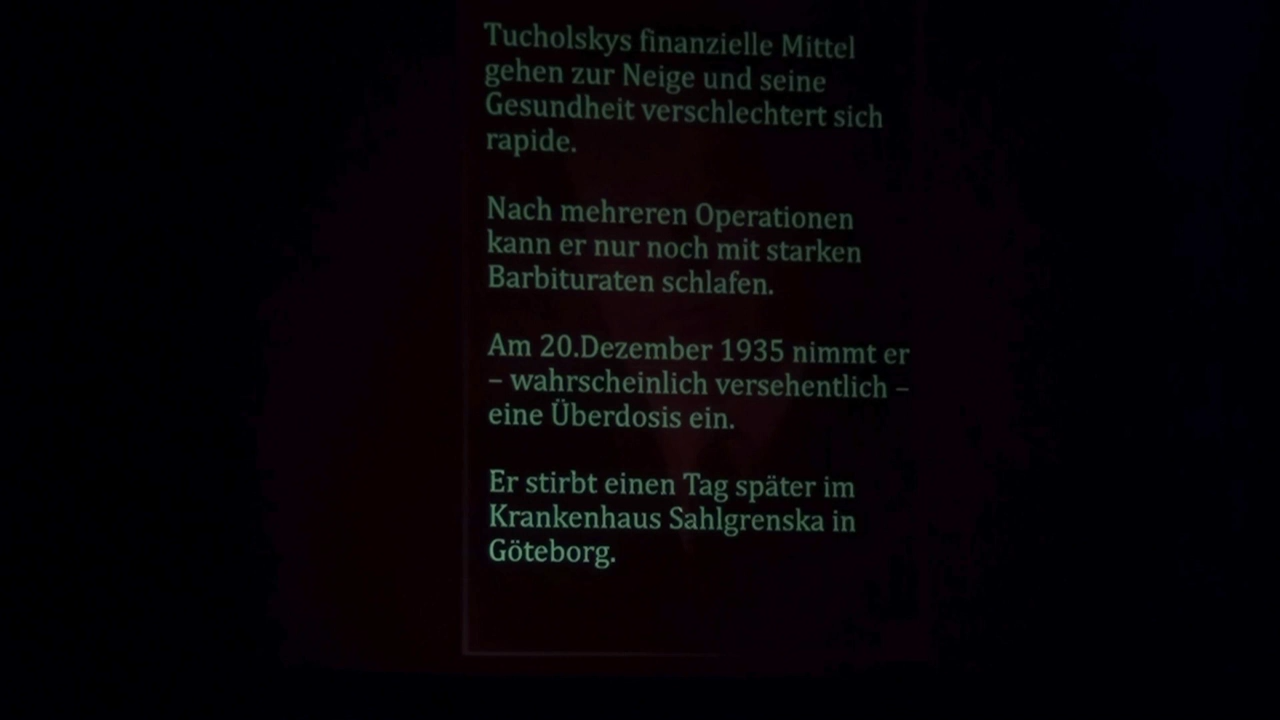 Tucholskys finanzielle Mittel
gehen zur Neige und seine
Gesundheit verschlechtert sich
rapide.
Nach mehreren Operationen
kann er nur noch mit starken
Barbituraten schlafen.
Am 20.Dezember 1935 nimmt er
– wahrscheinlich versehentlich –
eine Überdosis ein.
Er stirbt einen Tag später im
Krankenhaus Sahlgrenska in
Göteborg.